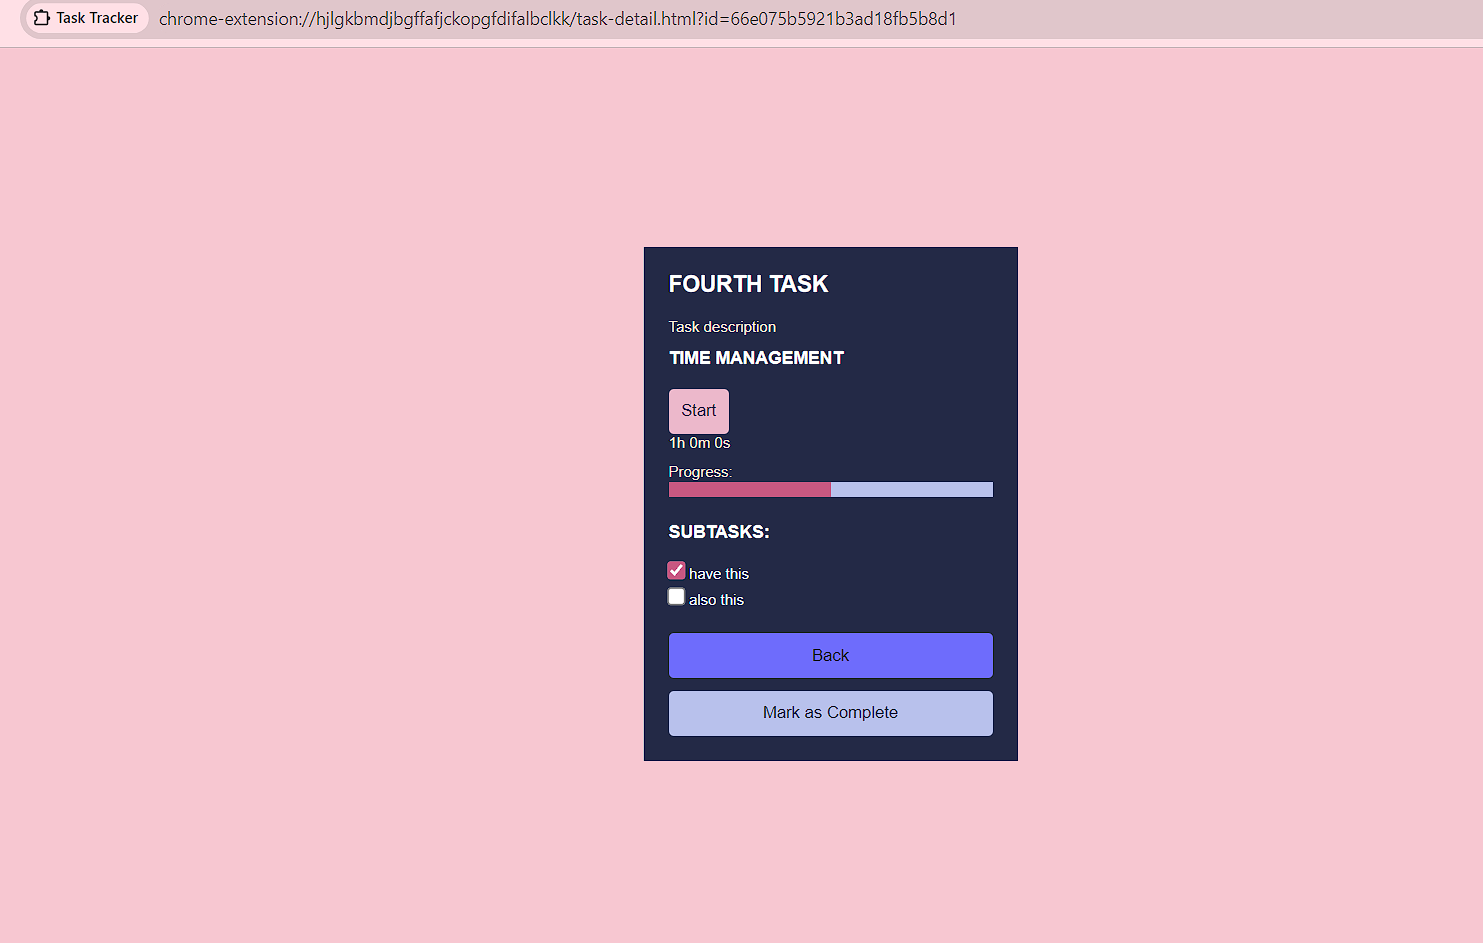 Task Tracker chrome-extension://hjlgkbmdjbgffafjckopgfdifalbclkk/task-detail.html?id=66e075b5921b3ad18fb5b8d1
FOURTH TASK
Task description
TIME MANAGEMENT
Start
1h 0m 0s
Progress:
SUBTASKS:
have this
also this
Back
Mark as Complete